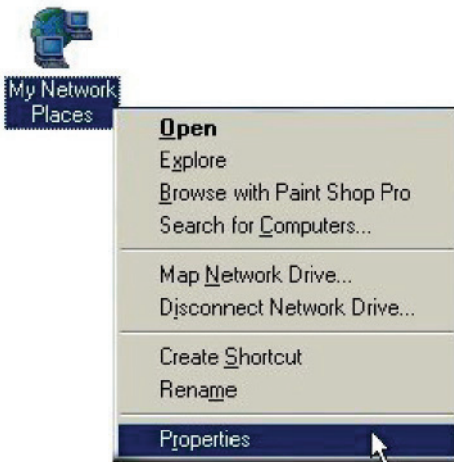 My Network
Places
Open
Explore
Browse with Paint Shop Pro
Search for Computers...
Map Network Drive...
Disconnect Network Drive...
Create Shortcut
Rename
Properties